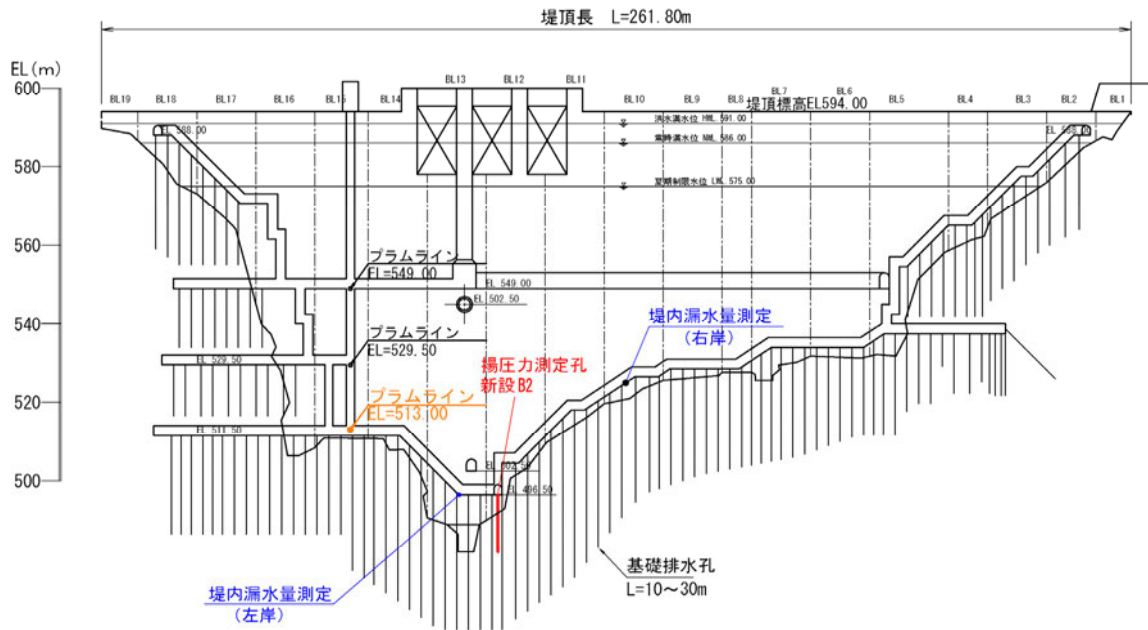 堤頂長 L=261.80m
EL(m)
600
580
560
540
520
500
BL19
BL18
BL17
BL16
BL15
BL14
BL13
BL12
BL11
BL10
BL9
BL8
BL7
BL6
BL5
BL4
BL3
BL2
BL1
堤頂標高EL594.00
洪水満水位 HWL.591.00
常時満水位 NWL.586.00
夏期制限水位 LWL.575.00
EL 588.00
EL 588.00
プラムライン
EL=549.00
EL 549.00
EL 502.50
プラムライン
EL=529.50
EL 529.50
堤内漏水量測定
(右岸)
揚圧力測定孔
新設B2
プラムライン
EL=513.00
EL 511.50
EL 502.50
EL 496.50
堤内漏水量測定
(左岸)
基礎排水孔
L=10～30m